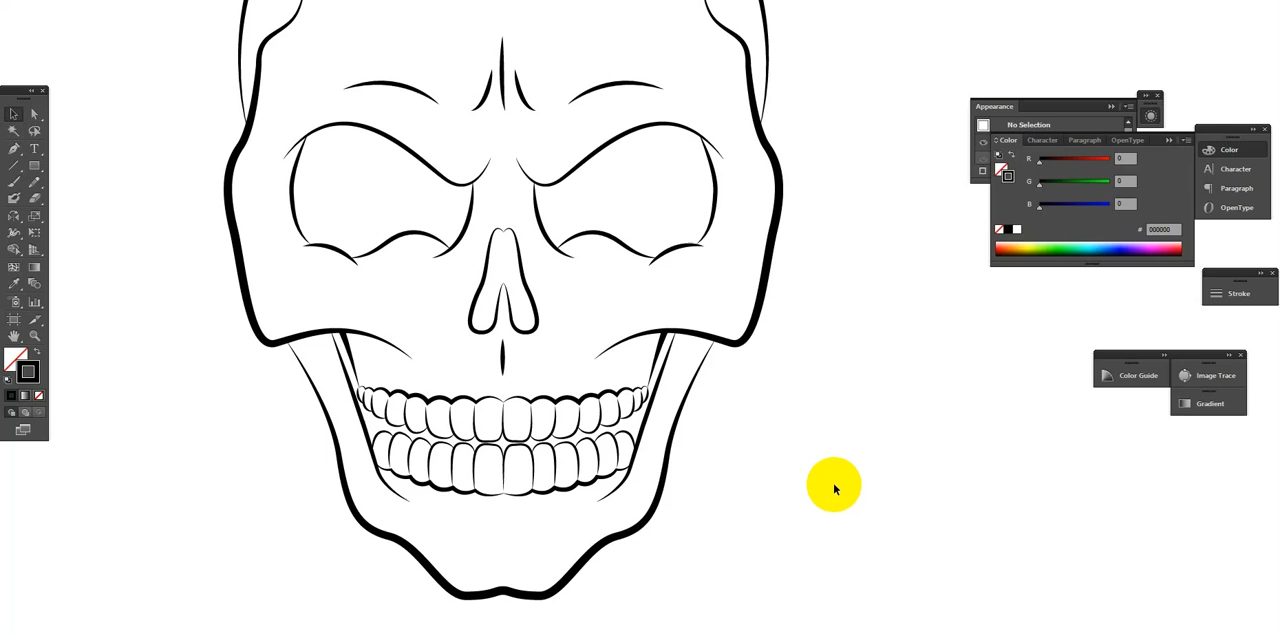 Appearance
No Selection
Color
Character
Paragraph
OpenType
R
0
G
0
B
0
# 000000
Color
Character
Paragraph
OpenType
Stroke
Color Guide
Image Trace
Gradient